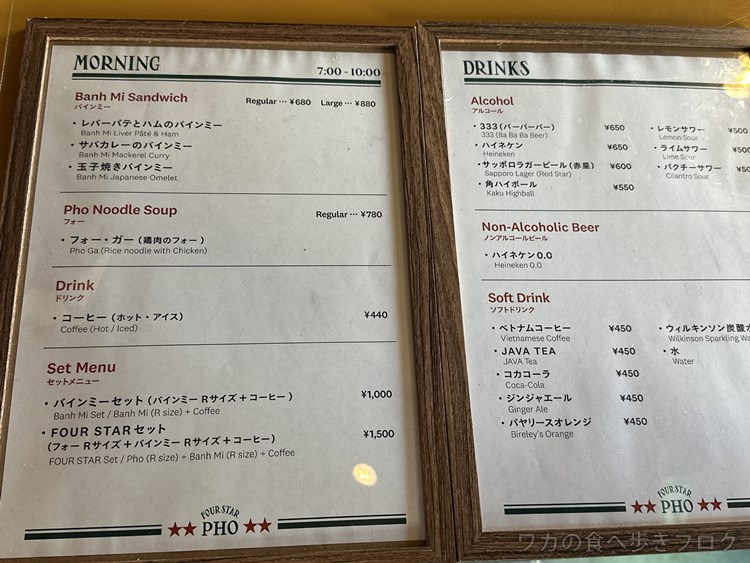 MORNING
7:00-10:00
Banh Mi Sandwich
バインミー
Regular … ¥680 Large … ¥880
・レバーパテとハムのバインミー
Banh Mi Liver Pâté & Ham
・サバカレーのバインミー
Banh Mi Mackerel Curry
・玉子焼きバインミー
Banh Mi Japanese Omelet
Pho Noodle Soup
フォー
Regular … ¥780
・フォー・ガー（鶏肉のフォー）
Pho Ga (Rice noodle with Chicken)
Drink
ドリンク
・コーヒー（ホット・アイス） ¥440
Coffee (Hot / Iced)
Set Menu
セットメニュー
・バインミーセット（バインミー Rサイズ＋コーヒー） ¥1,000
Banh Mi Set / Banh Mi (R size) + Coffee
・FOUR STARセット ¥1,500
（フォー Rサイズ＋バインミー Rサイズ＋コーヒー）
FOUR STAR Set / Pho (R size) + Banh Mi (R size) + Coffee
FOUR STAR
PHO
DRINKS
Alcohol
アルコール
・333（バーバーバー） ¥650
333 (Ba Ba Ba Beer)
・ハイネケン ¥650
Heineken
・サッポロラガービール（赤星） ¥600
Sapporo Lager (Red Star)
・角ハイボール ¥550
Kaku Highball
・レモンサワー ¥500
Lemon Sour
・ライムサワー ¥500
Lime Sour
・パクチーサワー
Cilantro Sour
Non-Alcoholic Beer
ノンアルコールビール
・ハイネケン0.0
Heineken 0.0
Soft Drink
ソフトドリンク
・ベトナムコーヒー ¥450
Vietnamese Coffee
・JAVA TEA ¥450
JAVA Tea
・コカコーラ ¥450
Coca-Cola
・ジンジャエール ¥450
Ginger Ale
・バヤリースオレンジ ¥450
Bireley's Orange
・ウィルキンソン炭酸
Wilkinson Sparkling
・水
Water
FOUR STAR
PHO
ワカの食べ歩きブログ